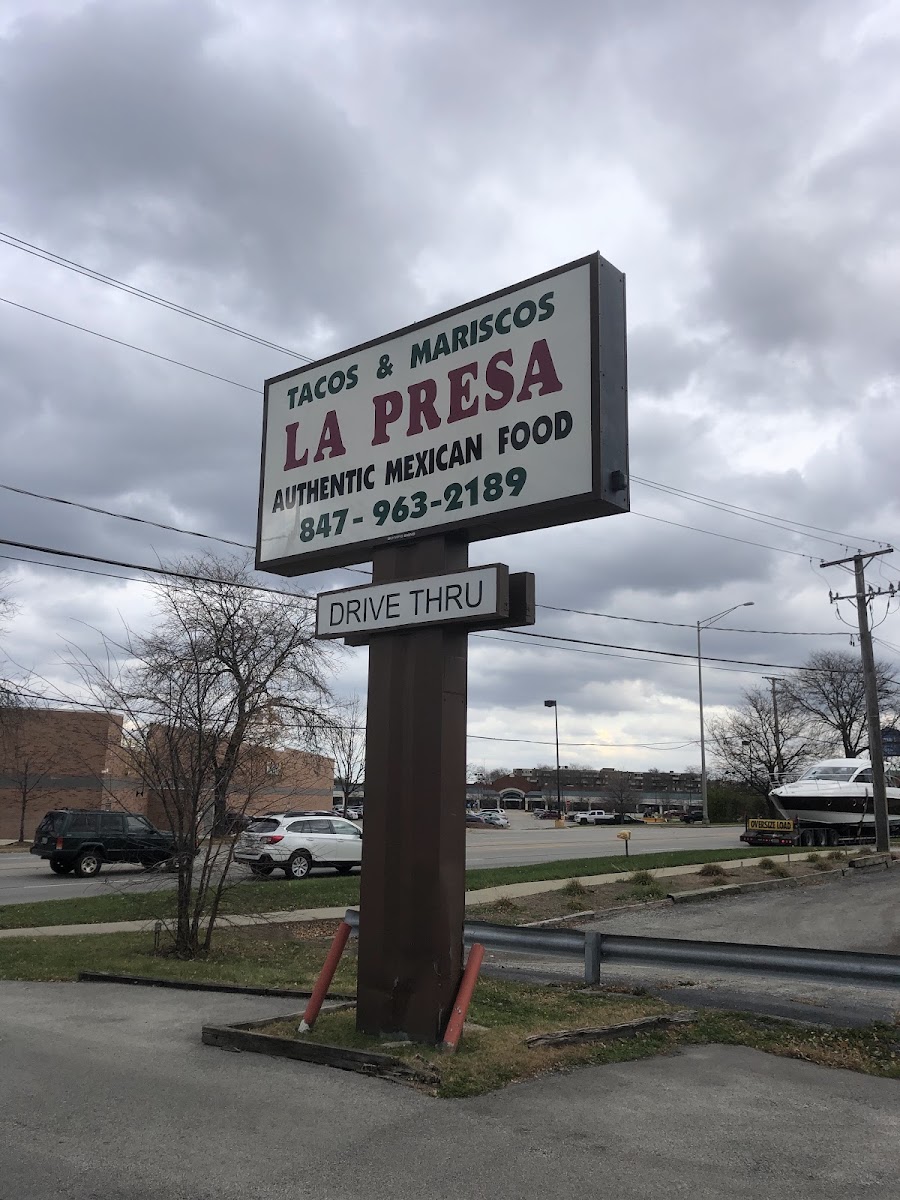 TACOS & MARISCOS
LA PRESA
AUTHENTIC MEXICAN FOOD
847-963-2189
DRIVE THRU
OVERSIZE LOAD